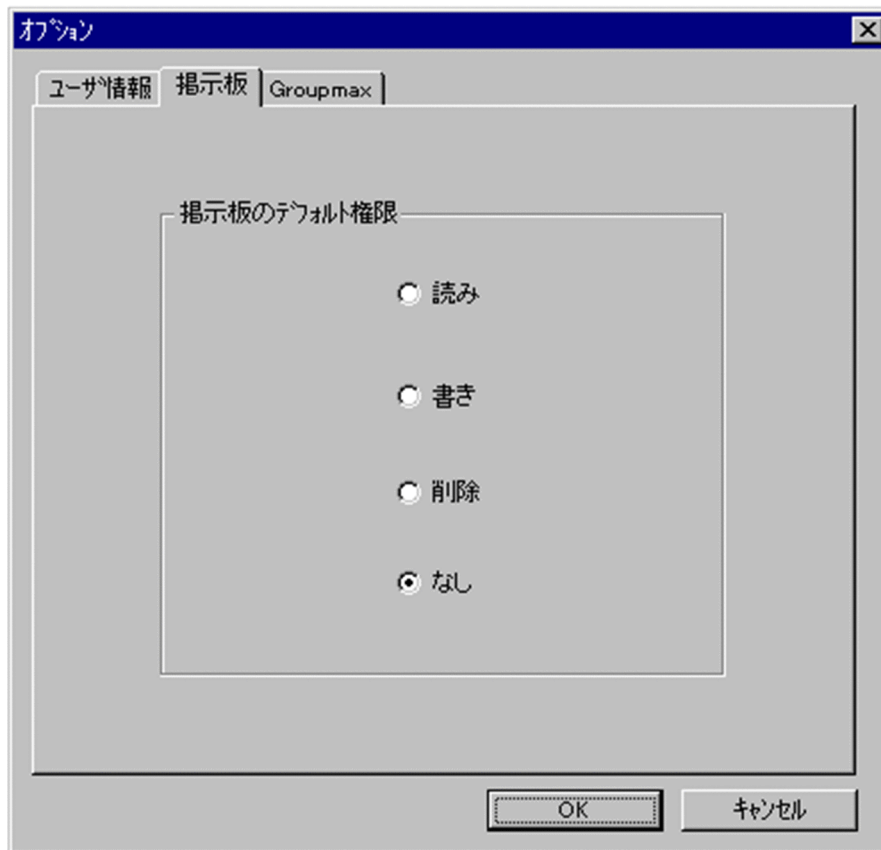 オプション
ユーザ情報 掲示板 Groupmax
掲示板のデフォルト権限
読み
書き
削除
なし
OK キャンセル